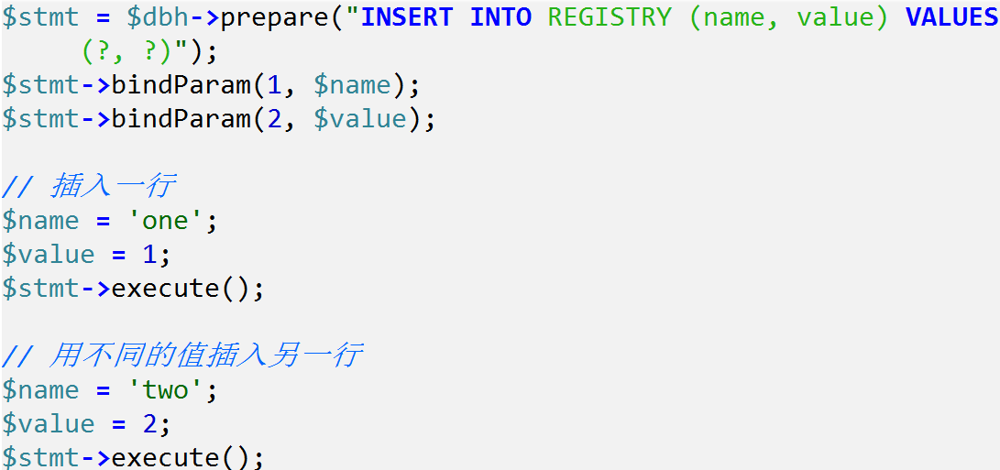 $stmt = $dbh->prepare("INSERT INTO REGISTRY (name, value) VALUES
(?, ?)");
$stmt->bindParam(1, $name);
$stmt->bindParam(2, $value);
// 插入一行
$name = 'one';
$value = 1;
$stmt->execute();
// 用不同的值插入另一行
$name = 'two';
$value = 2;
$stmt->execute();